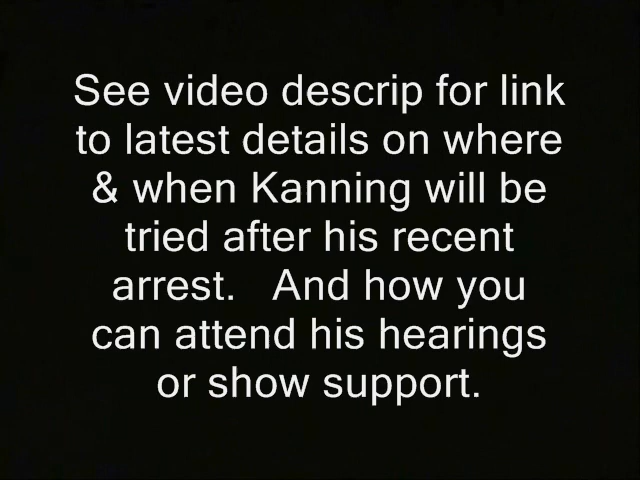 See video descrip for link
to latest details on where
& when Kanning will be
tried after his recent
arrest.   And how you
can attend his hearings
or show support.